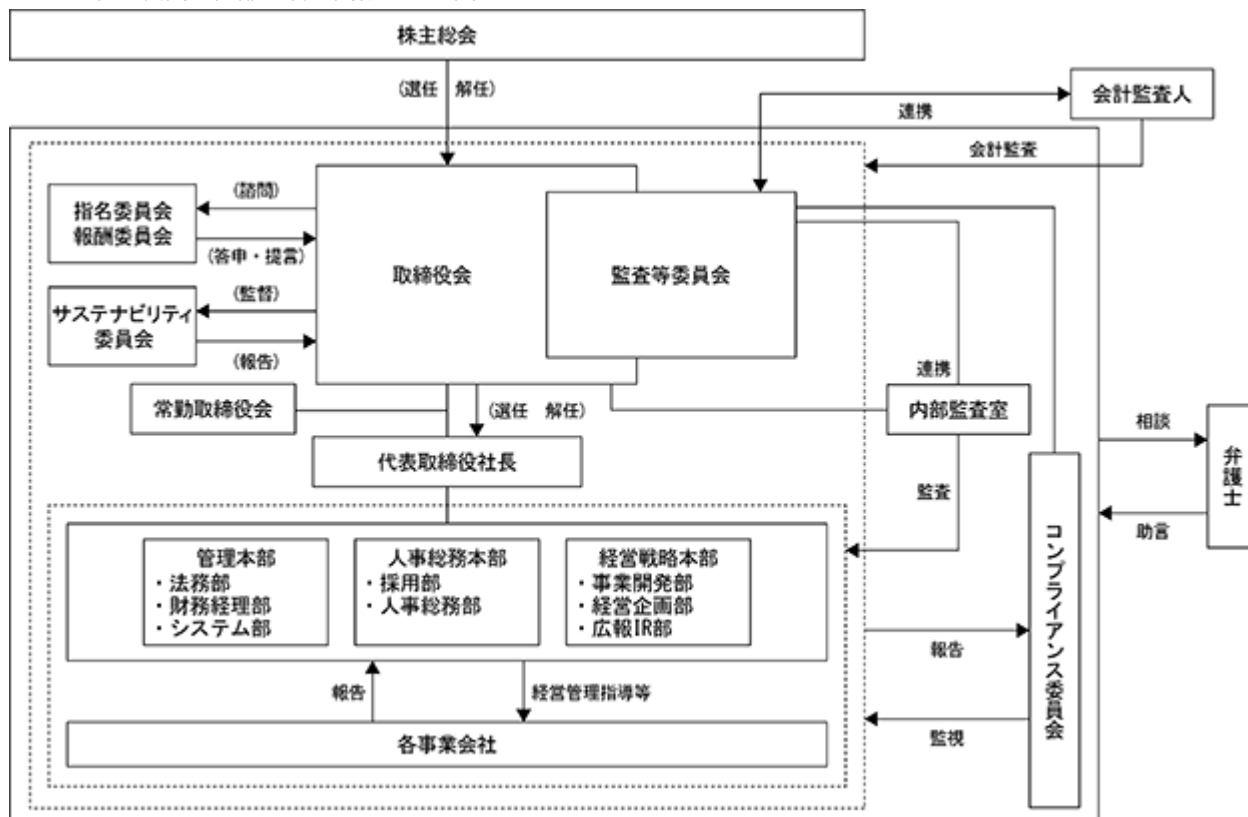 株主総会
(選任 解任)
会計監査人
連携
会計監査
指名委員会
報酬委員会
(諮問)
(答申・提言)
取締役会
監査等委員会
サステナビリティ
委員会
(監督)
(報告)
連携
常勤取締役会
(選任 解任)
内部監査室
相談
弁護士
助言
代表取締役社長
監査
管理本部
・法務部
・財務経理部
・システム部
人事総務本部
・採用部
・人事総務部
経営戦略本部
・事業開発部
・経営企画部
・広報IR部
コンプライアンス委員会
報告
報告
経営管理指導等
監視
各事業会社